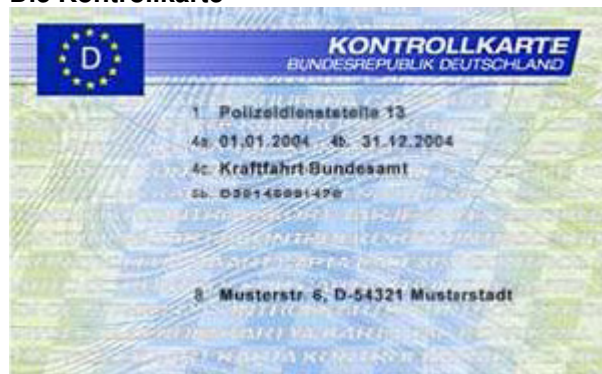 Die Kontrollkarte
D
KONTROLLKARTE
BUNDESREPUBLIK DEUTSCHLAND
1. Polizeidienststelle 13
4a. 01.01.2004 4b. 31.12.2004
4c. Kraftfahrt-Bundesamt
5b.
8. Musterstr. 6, D-54321 Musterstadt